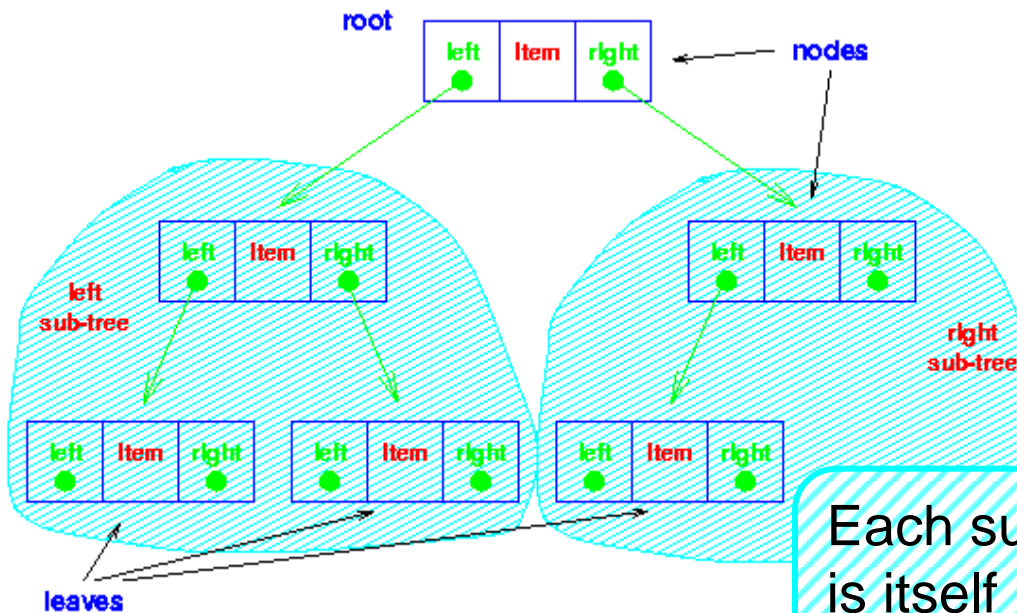 root
left Item right
nodes
left Item right
left Item right
left
sub-tree
right
sub-tree
left Item right
left Item right
left Item right
leaves
Each su
is itself